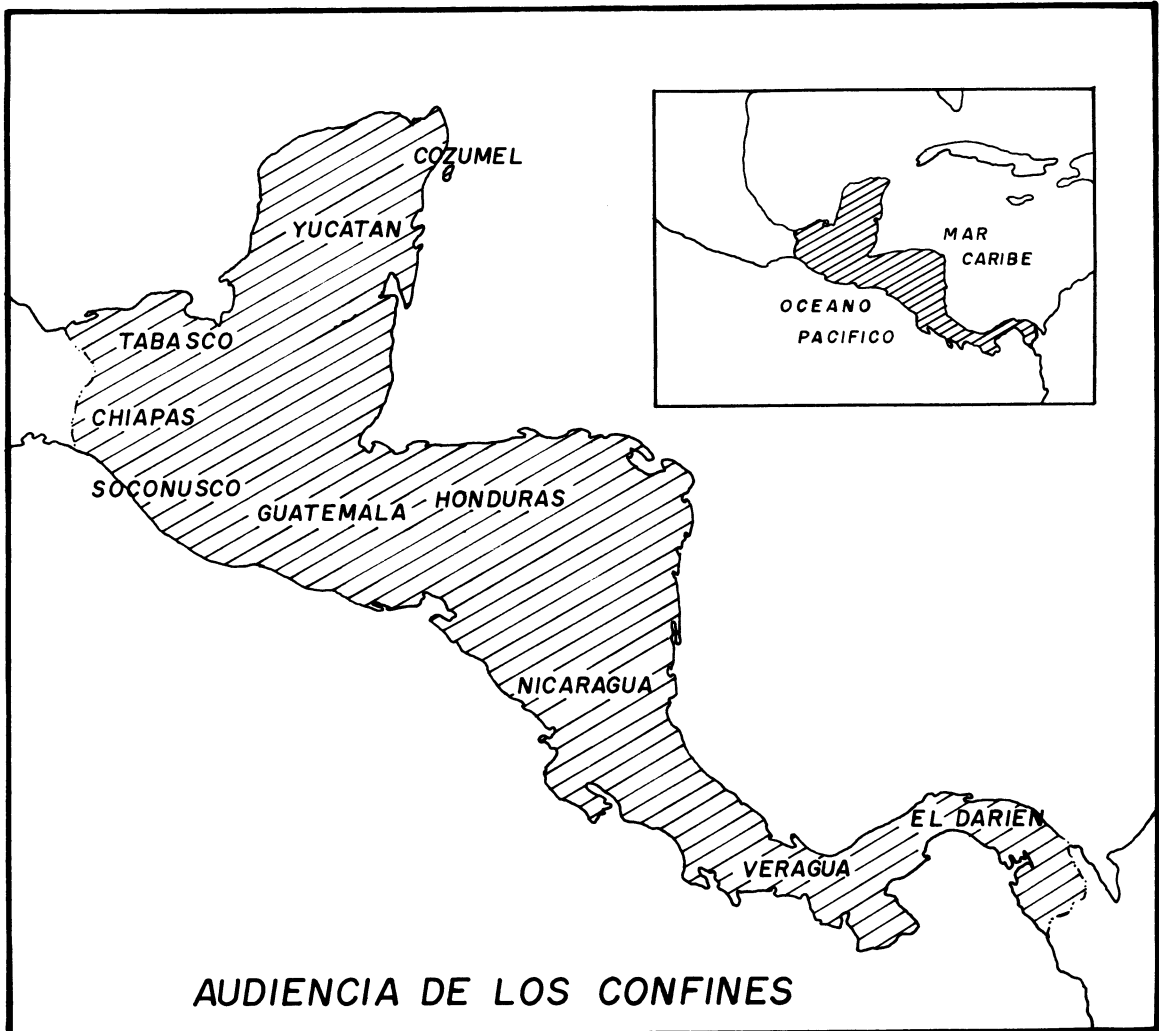 COZUMEL
YUCATAN
MAR
CARIBE
OCEANO
PACIFICO
TABASCO
CHIAPAS
SOCONUSCO
GUATEMALA
HONDURAS
NICARAGUA
EL DARIEN
VERAGUA
AUDIENCIA DE LOS CONFINES